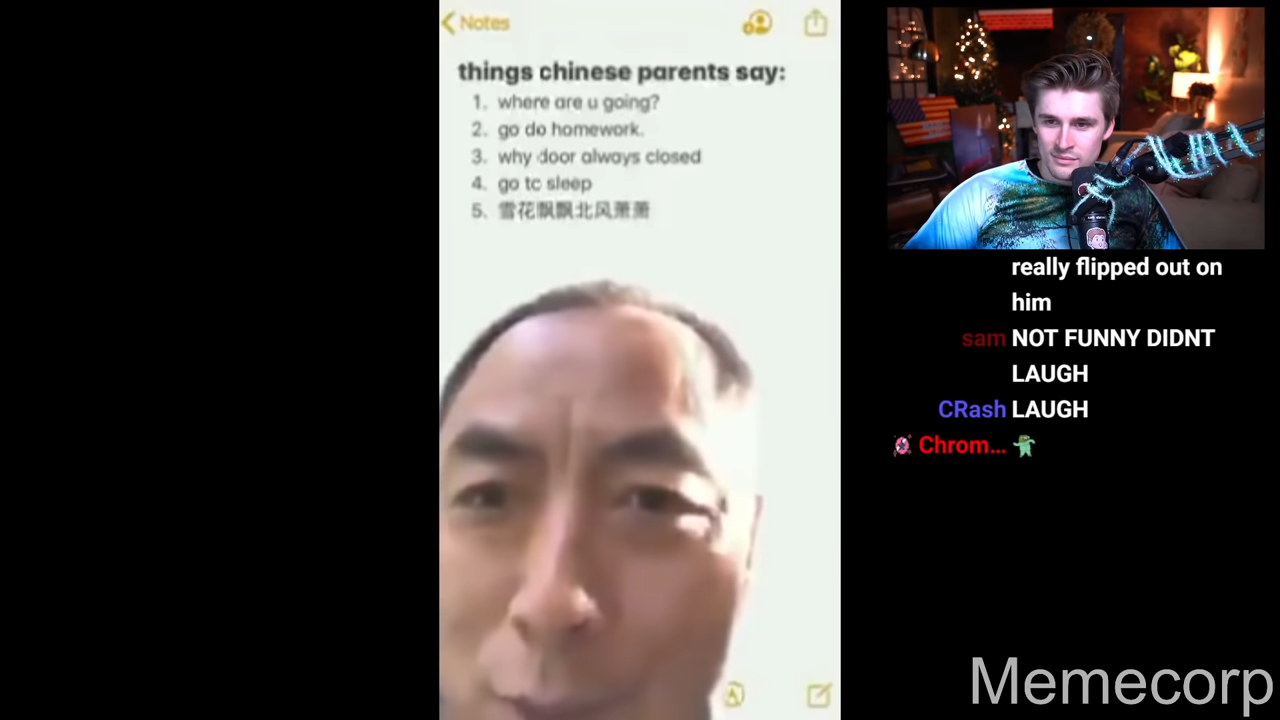 Notes
things chinese parents say:
1. where are u going?
2. go do homework.
3. why door always closed
4. go to sleep
5. 雪花飘飘北风萧萧
really flipped out on
him
sam NOT FUNNY DIDNT
LAUGH
CRash LAUGH
Chrom...
Memecorp